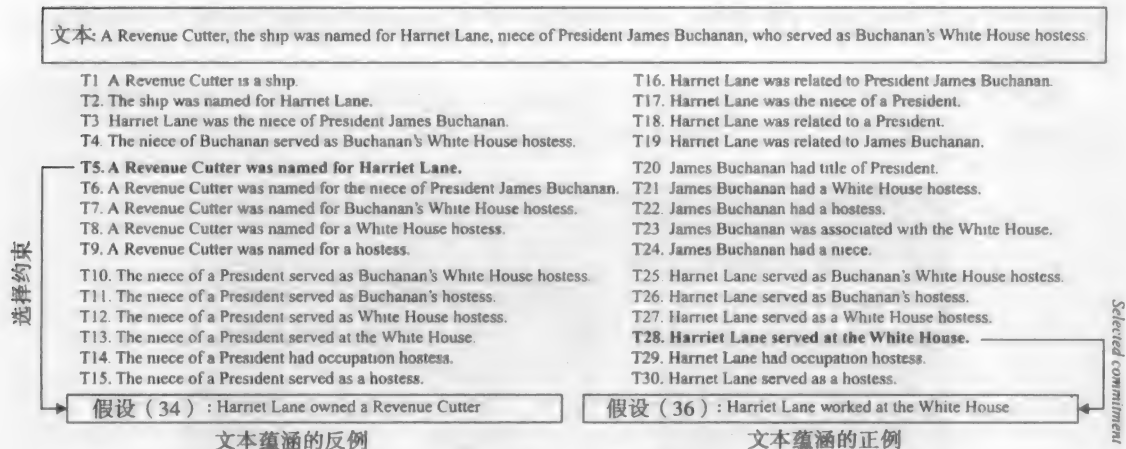 文本: A Revenue Cutter, the ship was named for Harriet Lane, niece of President James Buchanan, who served as Buchanan's White House hostess.
T1 A Revenue Cutter is a ship.
T2. The ship was named for Harriet Lane.
T3 Harriet Lane was the niece of President James Buchanan.
T4. The niece of Buchanan served as Buchanan's White House hostess.
T5. A Revenue Cutter was named for Harriet Lane.
T6. A Revenue Cutter was named for the niece of President James Buchanan.
T7. A Revenue Cutter was named for Buchanan's White House hostess.
T8. A Revenue Cutter was named for a White House hostess.
T9. A Revenue Cutter was named for a hostess.
T10. The niece of a President served as Buchanan's White House hostess.
T11. The niece of a President served as Buchanan's hostess.
T12. The niece of a President served as White House hostess.
T13. The niece of a President served at the White House.
T14. The niece of a President had occupation hostess.
T15. The niece of a President served as a hostess.
T16. Harriet Lane was related to President James Buchanan.
T17. Harriet Lane was the niece of a President.
T18. Harriet Lane was related to a President.
T19 Harriet Lane was related to James Buchanan.
T20 James Buchanan had title of President.
T21 James Buchanan had a White House hostess.
T22. James Buchanan had a hostess.
T23 James Buchanan was associated with the White House.
T24. James Buchanan had a niece.
T25 Harriet Lane served as Buchanan's White House hostess.
T26. Harriet Lane served as Buchanan's hostess.
T27. Harriet Lane served as a White House hostess.
T28. Harriet Lane served at the White House.
T29. Harriet Lane had occupation hostess.
T30. Harriet Lane served as a hostess.
选择约束
Selected commitment
假设（34）: Harriet Lane owned a Revenue Cutter
假设（36）: Harriet Lane worked at the White House
文本蕴涵的反例
文本蕴涵的正例